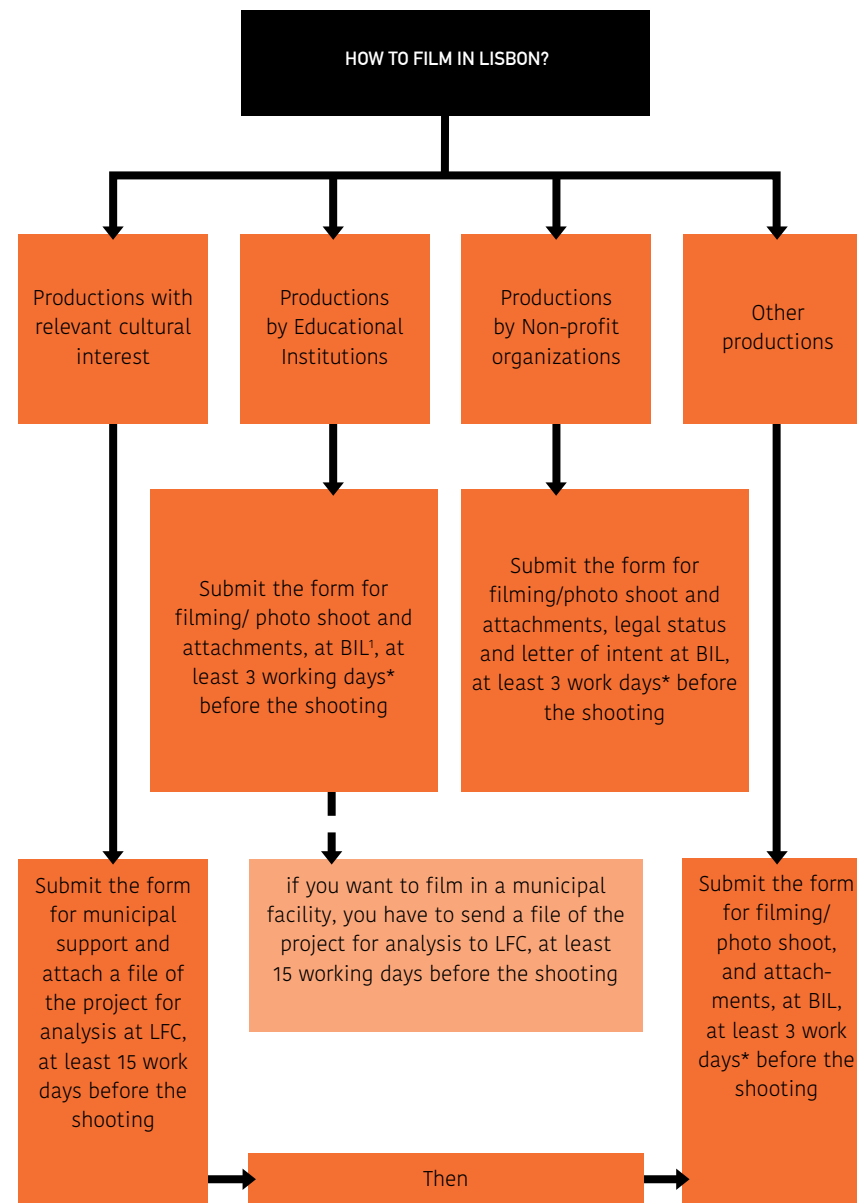 HOW TO FILM IN LISBON?
Productions with
relevant cultural
interest
Productions
by Educational
Institutions
Productions
by Non-profit
organizations
Other
productions
Submit the form for
filming/ photo shoot and
attachments, at BIL¹, at
least 3 working days*
before the shooting
Submit the form for
filming/photo shoot and
attachments, legal status
and letter of intent at BIL,
at least 3 work days* before
the shooting
Submit the form
for municipal
support and
attach a file of
the project for
analysis at LFC,
at least 15 work
days before the
shooting
if you want to film in a municipal
facility, you have to send a file of the
project for analysis to LFC, at least
15 working days before the shooting
Submit the form
for filming/
photo shoot,
and attach-
ments, at BIL,
at least 3 work
days* before the
shooting
Then